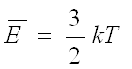 E̅ = 3/2 kT